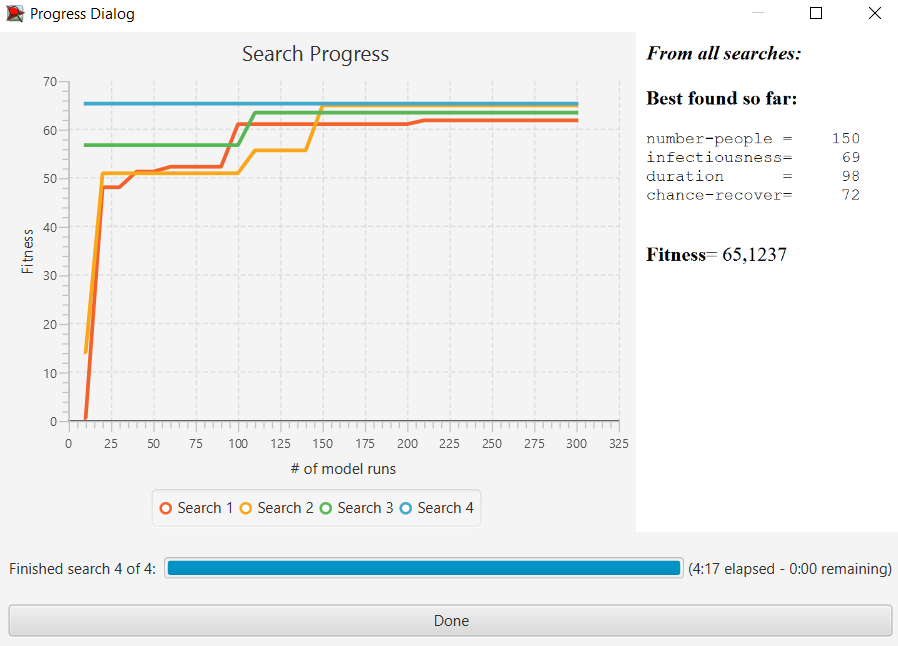 Progress Dialog
Search Progress
70
60
50
40
30
20
10
0
Fitness
0 25 50 75 100 125 150 175 200 225 250 275 300 325
# of model runs
Search 1 Search 2 Search 3 Search 4
From all searches:
Best found so far:
number-people = 150
infectiousness= 69
duration = 98
chance-recover= 72
Fitness= 65,1237
Finished search 4 of 4: (4:17 elapsed - 0:00 remaining)
Done